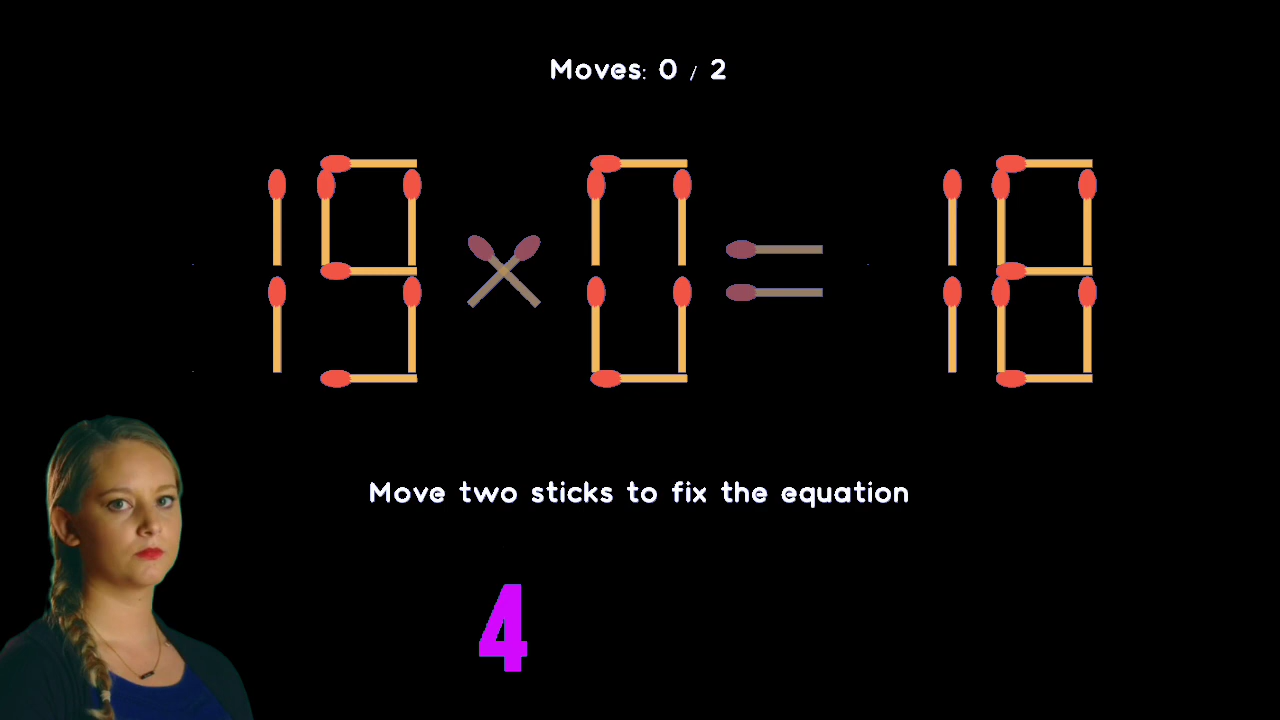 Moves: 0 / 2
19 × 0 = 18
Move two sticks to fix the equation
4